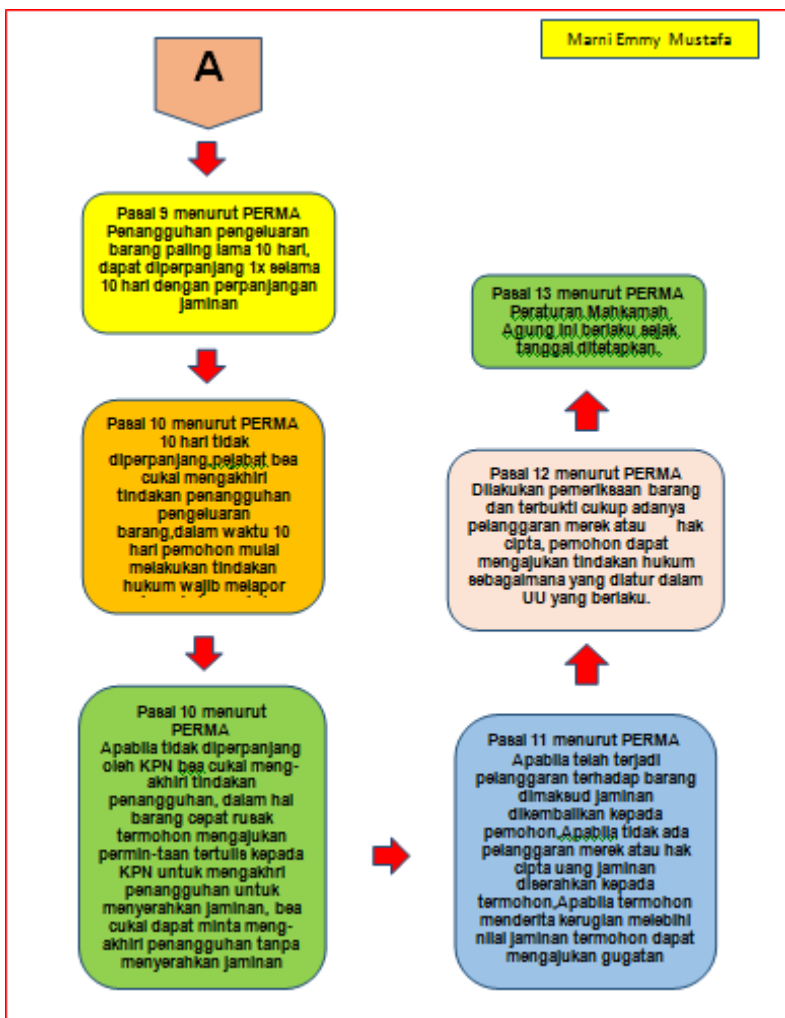 Marni Emmy Mustafa
A
Pasal 9 menurut PERMA
Penangguhan pengeluaran
barang paling lama 10 hari,
dapat diperpanjang 1x selama
10 hari dengan perpanjangan
jaminan
Pasal 10 menurut PERMA
10 hari tidak
diperpanjang,pejabat bea
cukai mengakhiri
tindakan penangguhan
pengeluaran
barang,dalam waktu 10
hari pemohon mulai
melakukan tindakan
hukum wajib melapor
Pasal 10 menurut
PERMA
Apabila tidak diperpanjang
oleh KPN bea cukai meng-
akhiri tindakan
penangguhan, dalam hal
barang cepat rusak
termohon mengajukan
permin-taan tertulis kepada
KPN untuk mengakhri
penangguhan untuk
menyerahkan jaminan, bea
cukai dapat minta meng-
akhiri penangguhan tanpa
menyerahkan jaminan
Pasal 11 menurut PERMA
Apabila telah terjadi
pelanggaran terhadap barang
dimaksud jaminan
dikembalikan kepada
pemohon,Apabila tidak ada
pelanggaran merek atau hak
cipta uang jaminan
diserahkan kepada
termohon,Apabila termohon
menderita kerugian melebihi
nilai jaminan termohon dapat
mengajukan gugatan
Pasal 12 menurut PERMA
Dilakukan pemeriksaan barang
dan terbukti cukup adanya
pelanggaran merek atau hak
cipta, pemohon dapat
mengajukan tindakan hukum
sebagaimana yang diatur dalam
UU yang berlaku.
Pasal 13 menurut PERMA
Peraturan Mahkamah
Agung ini berlaku sejak
tanggal ditetapkan.